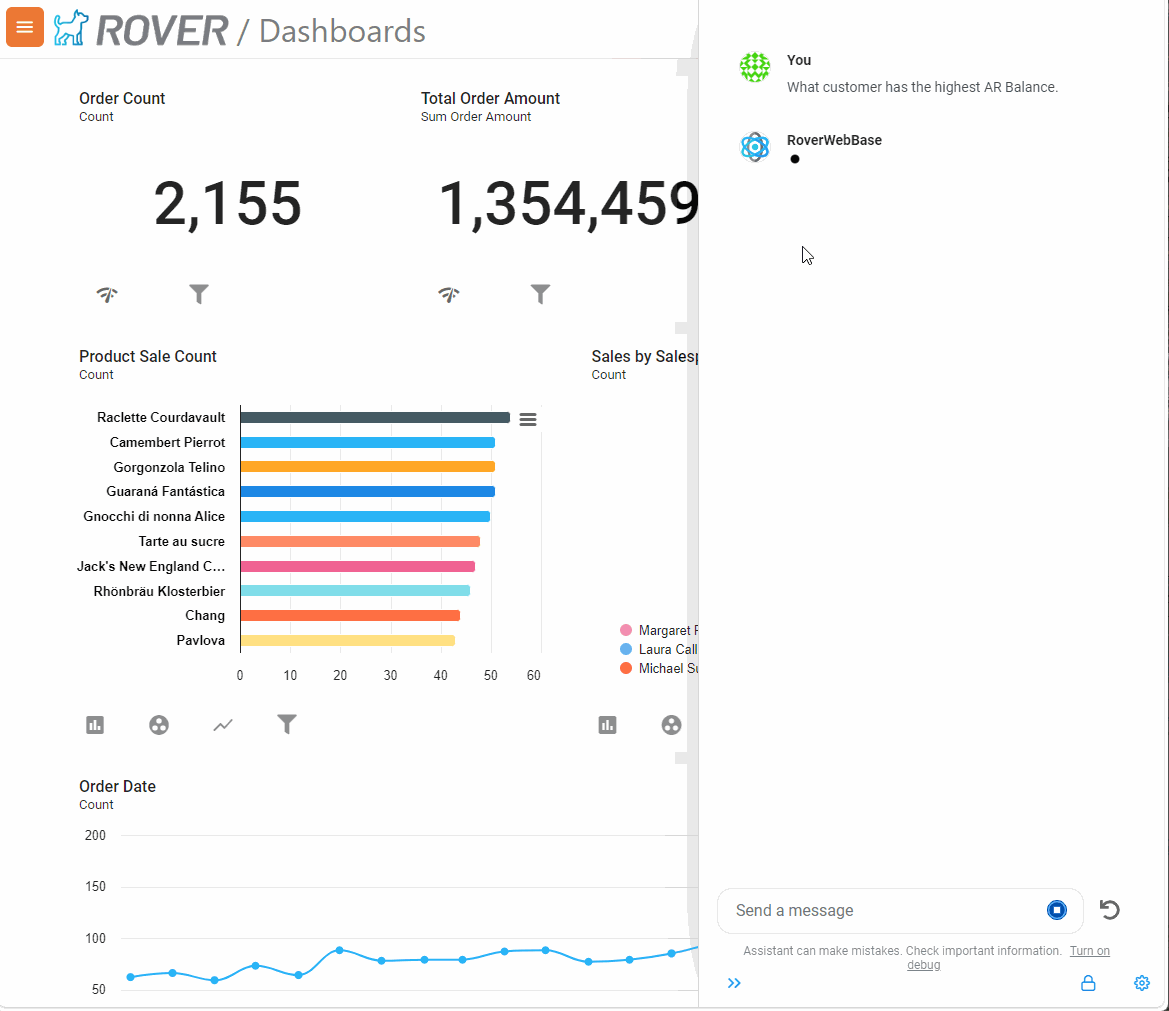 ROVER / Dashboards
Order Count
Count
2,155
Total Order Amount
Sum Order Amount
1,354,459
Product Sale Count
Count
Raclette Courdavault
Camembert Pierrot
Gorgonzola Telino
Guaraná Fantástica
Gnocchi di nonna Alice
Tarte au sucre
Jack's New England C...
Rhönbräu Klosterbier
Chang
Pavlova
0 10 20 30 40 50 60
Sales by Salesp
Count
Margaret P
Laura Call
Michael Su
Order Date
Count
200
150
100
50
You
What customer has the highest AR Balance.
RoverWebBase
Send a message
Assistant can make mistakes. Check important information. Turn on
debug